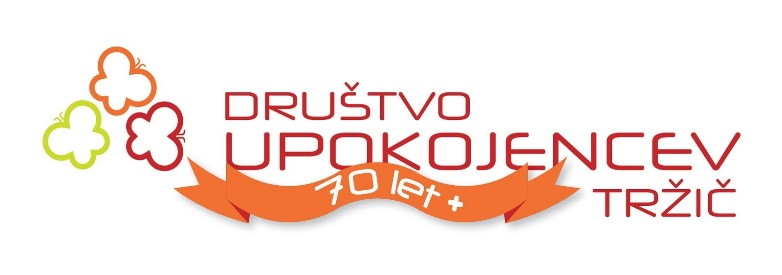 DRUŠTVO
UPOKOJENCEV
70 let +
TRŽIČ